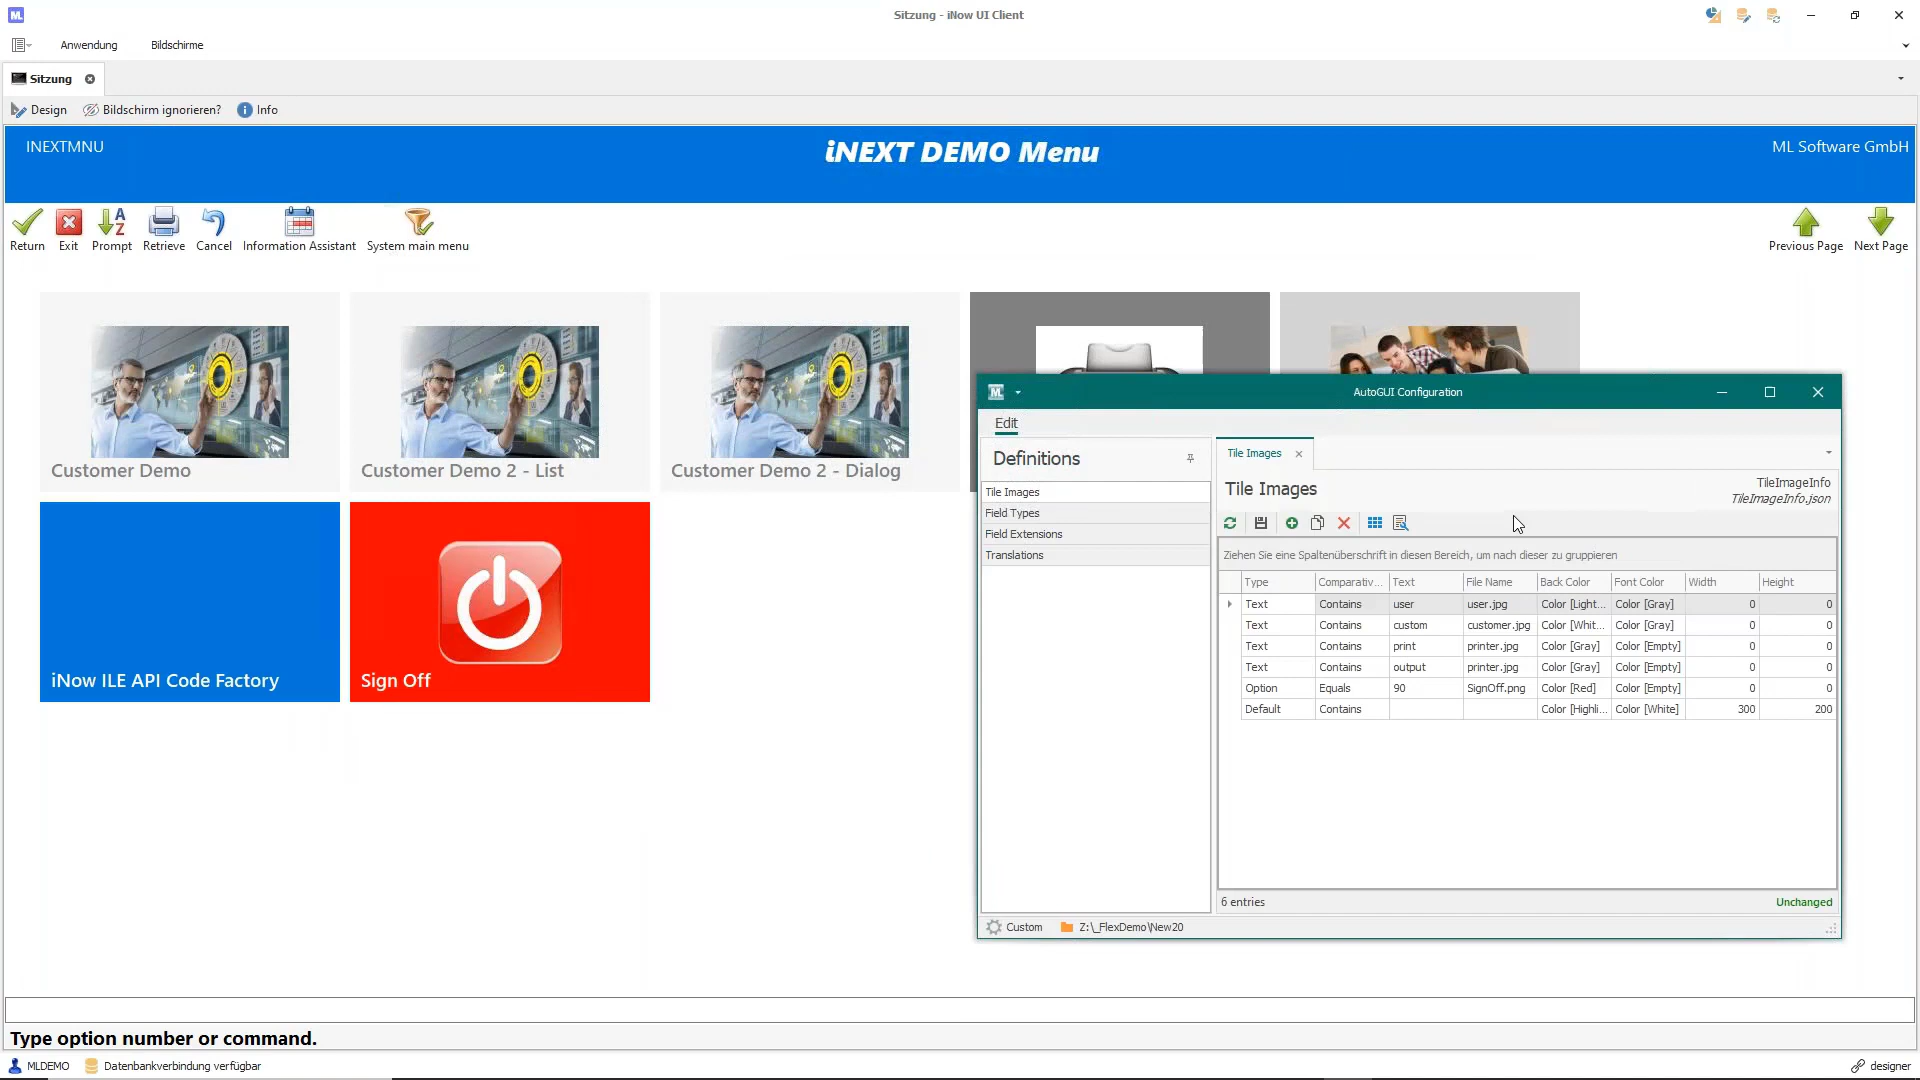 ML
Sitzung - iNow UI Client
Anwendung
Bildschirme
Sitzung
Design
Bildschirm ignorieren?
i Info
INEXTMNU
iNEXT DEMO Menu
ML Software GmbH
Return
Exit
A
Z
Prompt
Retrieve
Cancel
Information Assistant
System main menu
Previous Page
Next Page
Customer Demo
Customer Demo 2 - List
Customer Demo 2 - Dialog
iNow ILE API Code Factory
Sign Off
ML
AutoGUI Configuration
Edit
Definitions
Tile Images
Field Types
Field Extensions
Translations
Tile Images
Tile Images
TileImageInfo
TileImageInfo.json
Ziehen Sie eine Spaltenüberschrift in diesen Bereich, um nach dieser zu gruppieren
Type Comparativ... Text File Name Back Color Font Color Width Height
Text Contains user user.jpg Color [Light... Color [Gray] 0 0
Text Contains custom customer.jpg Color [Whit... Color [Gray] 0 0
Text Contains print printer.jpg Color [Gray] Color [Empty] 0 0
Text Contains output printer.jpg Color [Gray] Color [Empty] 0 0
Option Equals 90 SignOff.png Color [Red] Color [Empty] 0 0
Default Contains Color [Highli... Color [White] 300 200
6 entries
Unchanged
Custom
Z:\_FlexDemo\New20
Type option number or command.
MLDEMO
Datenbankverbindung verfügbar
designer